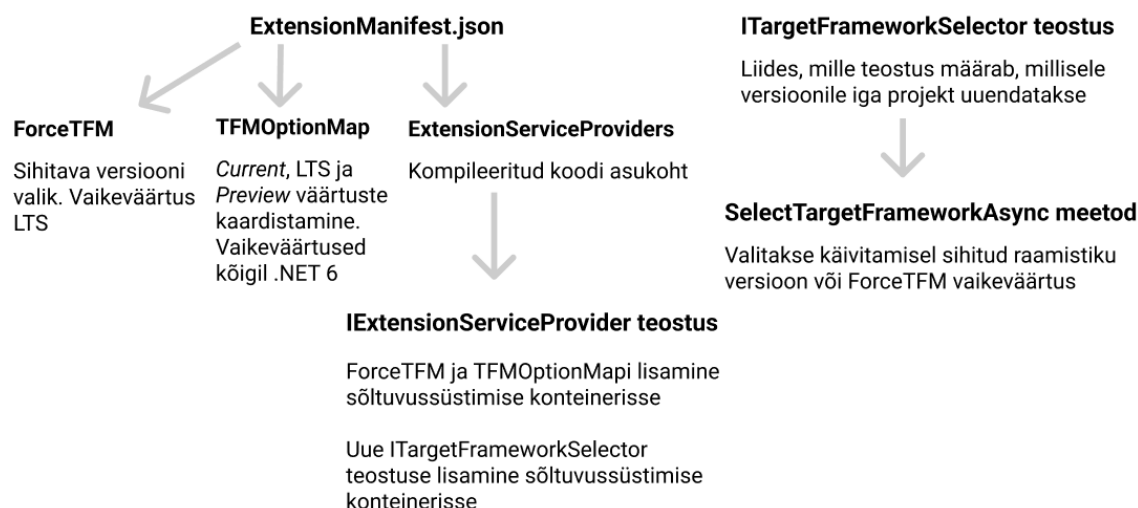 ExtensionManifest.json
ForceTFM
Sihitava versiooni
valik. Vaikeväärtus
LTS
TFMOptionMap
Current, LTS ja
Preview väärtuste
kaardistamine.
Vaikeväärtused
kõigil .NET 6
ExtensionServiceProviders
Kompileeritud koodi asukoht
IExtensionServiceProvider teostus
ForceTFM ja TFMOptionMapi lisamine
sõltuvussüstimise konteinerisse
Uue ITargetFrameworkSelector
teostuse lisamine sõltuvussüstimise
konteinerisse
ITargetFrameworkSelector teostus
Liides, mille teostus määrab, millisele
versioonile iga projekt uuendatakse
SelectTargetFrameworkAsync meetod
Valitakse käivitamisel sihitud raamistiku
versioon või ForceTFM vaikeväärtus